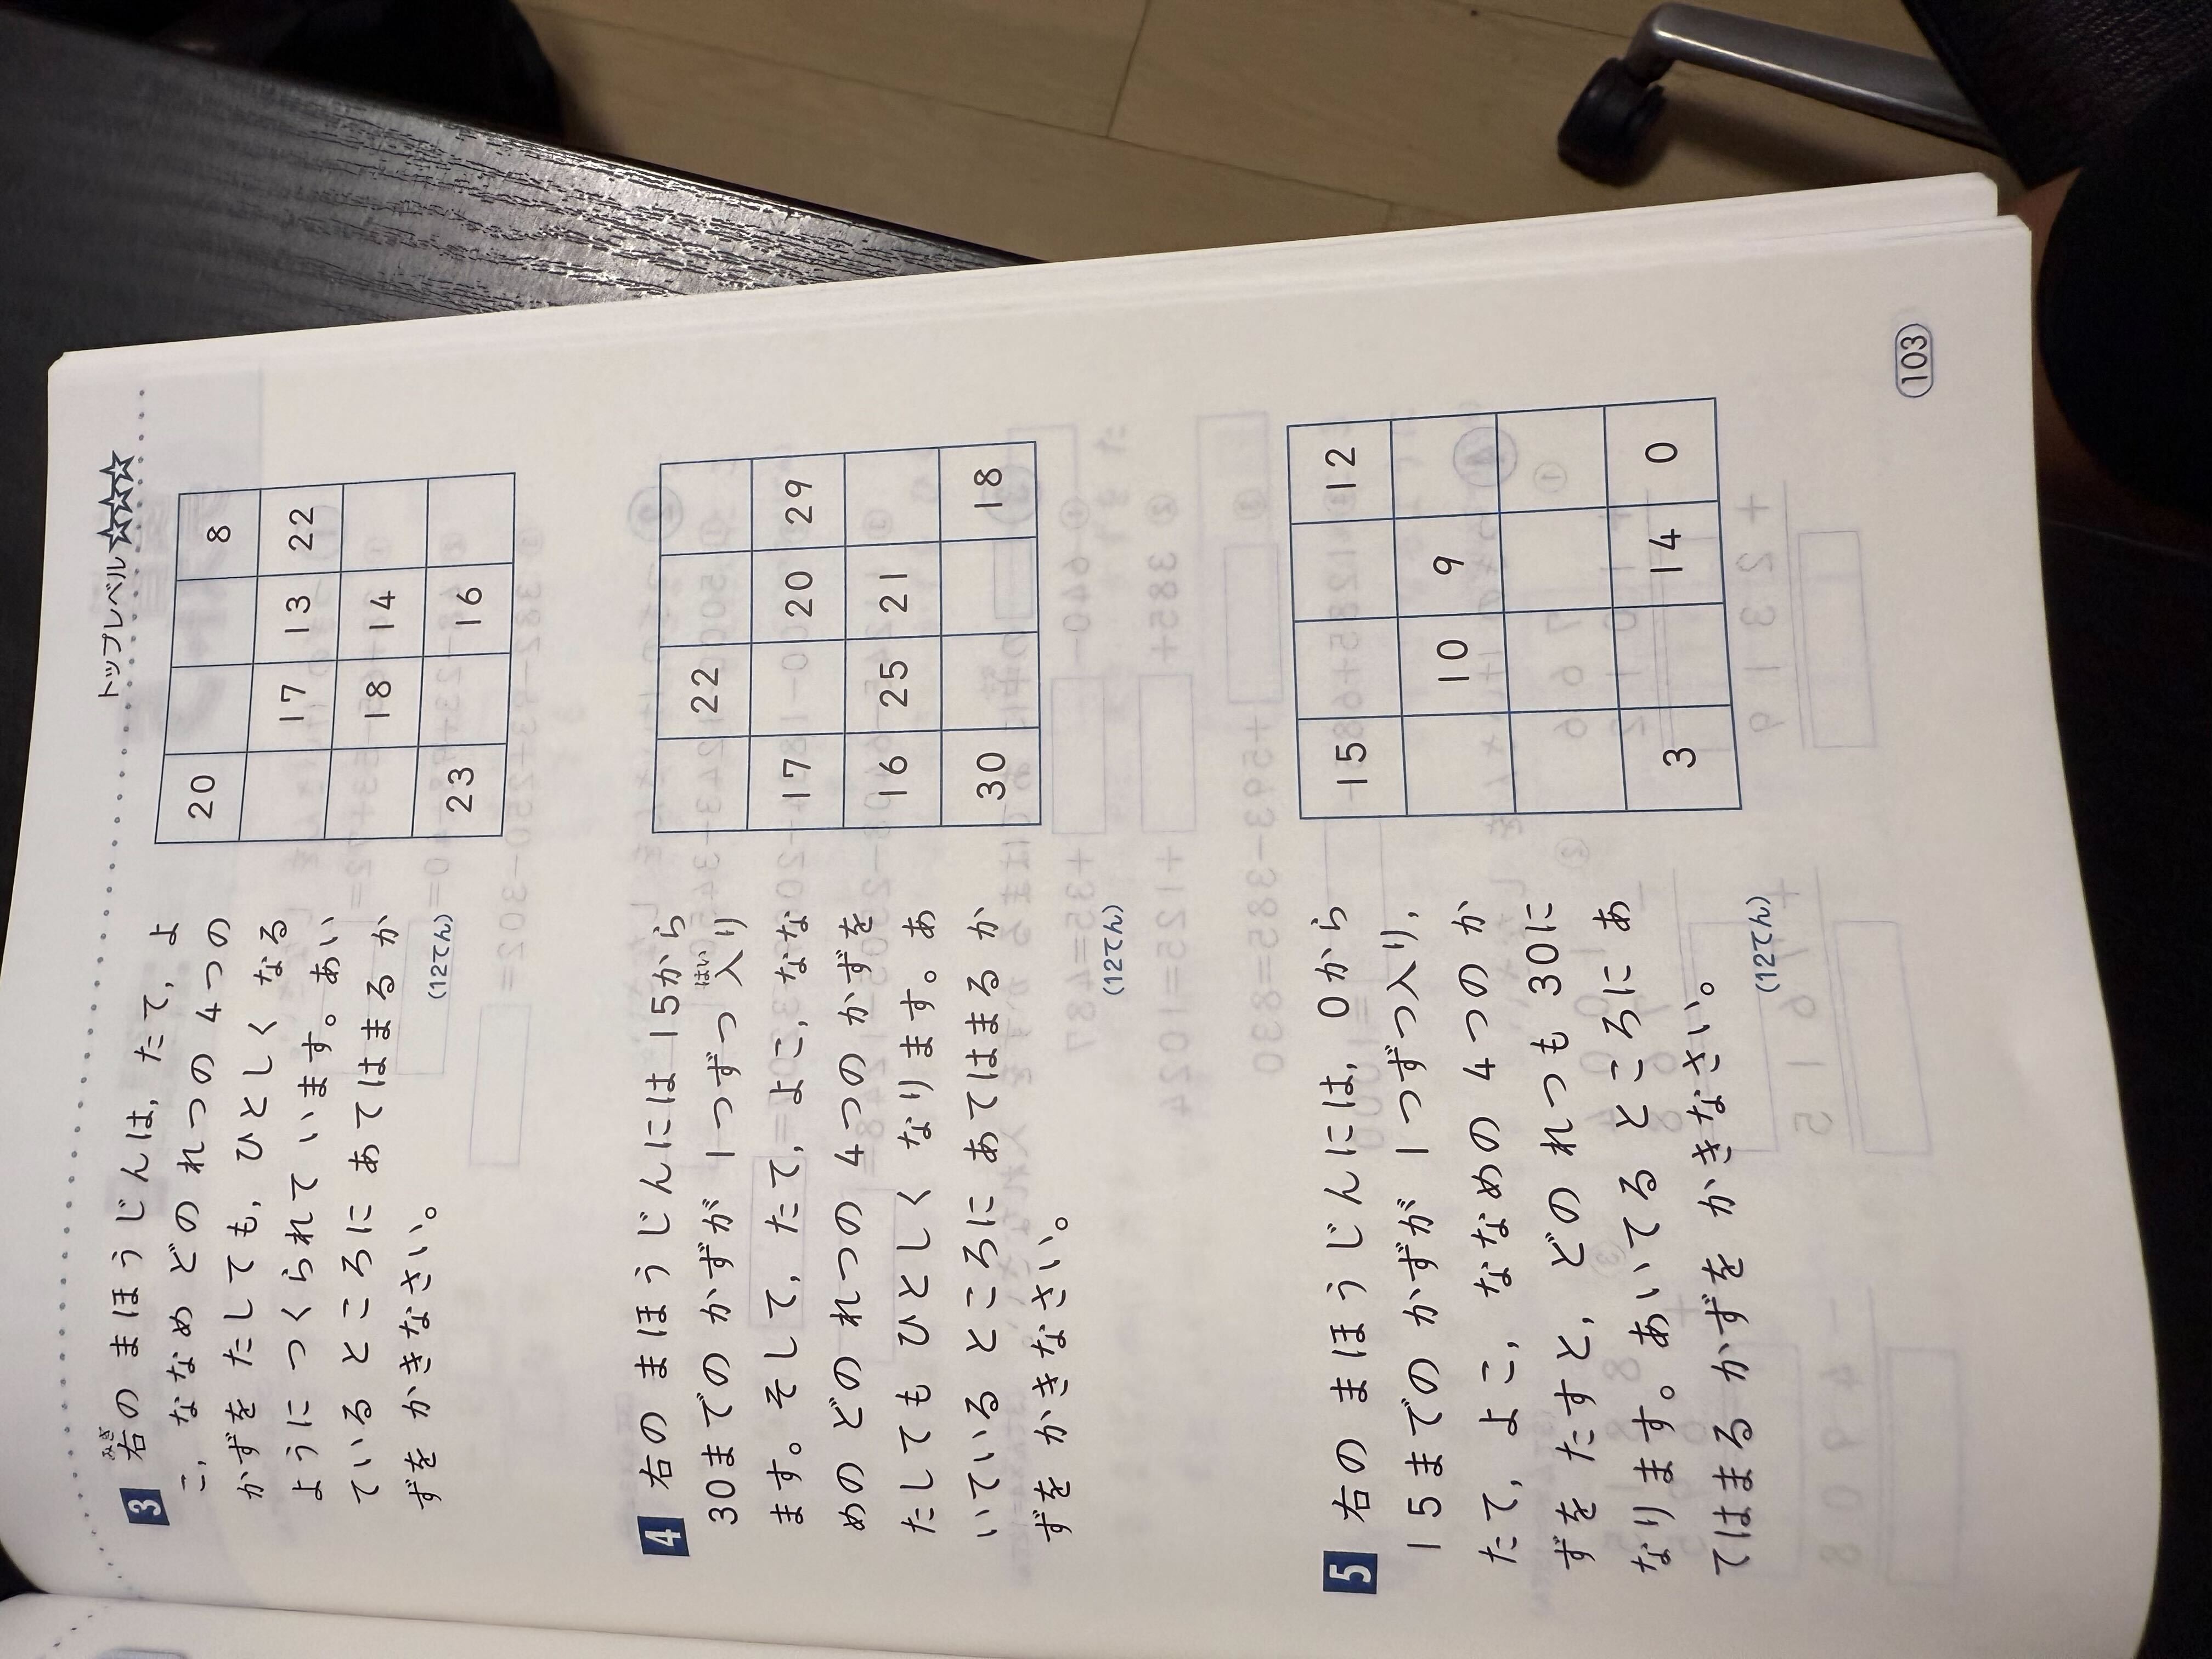 トップレベル ☆☆☆
3 右の まほうじんは, たて, よ
みぎ
こ, ななめ どの れつの 4つの
かずを たしても, ひとしく なる
ように つくられて います。あい
ている ところに あてはまる か
ずを かきなさい。
(12てん)
20 8
17 13 22
18 14
23 16
4 右の まほうじんには 15から
30までの かずが 1つずつ 入り
はい
ます。そして, たて, よこ, なな
めの どの れつの 4つの かずを
たしても ひとしく なります。あ
いている ところに あてはまる か
ずを かきなさい。
(12てん)
22
17 20 29
16 25 21
30 18
5 右の まほうじんには, 0から
15までの かずが 1つずつ入り,
たて, よこ, ななめの 4つの か
ずを たすと, どの れつも 30に
なります。あいてる ところに あ
てはまる かずを かきなさい。
(12てん)
15 12
10 9
3 14 0
103